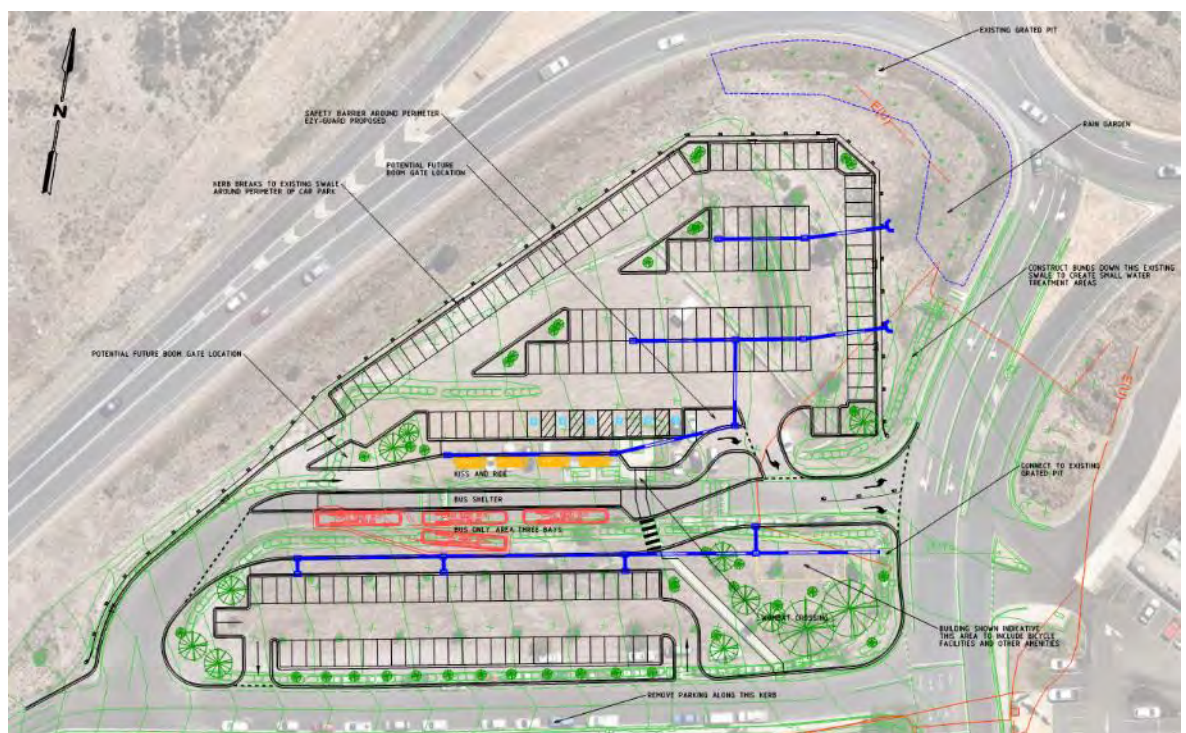 N
EXISTING GRATED PIT
SAFETY BARRIER AROUND PERIMETER
EZY-GUARD PROPOSED
RAIN GARDEN
POTENTIAL FUTURE
BOOM GATE LOCATION
KERB BREAKS TO EXISTING SWALE
AROUND PERIMETER OF CAR PARK
CONSTRUCT BUNDS DOWN THIS EXISTING
SWALE TO CREATE SMALL WATER
TREATMENT AREAS
POTENTIAL FUTURE BOOM GATE LOCATION
KISS AND RIDE
CONNECT TO EXISTING
GRATED PIT
BUS SHELTER
BUS ONLY AREA THREE BAYS
WOMBAT CROSSING
BUILDING SHOWN INDICATIVE
THIS AREA TO INCLUDE BICYCLE
FACILITIES AND OTHER AMENITIES
REMOVE PARKING ALONG THIS KERB